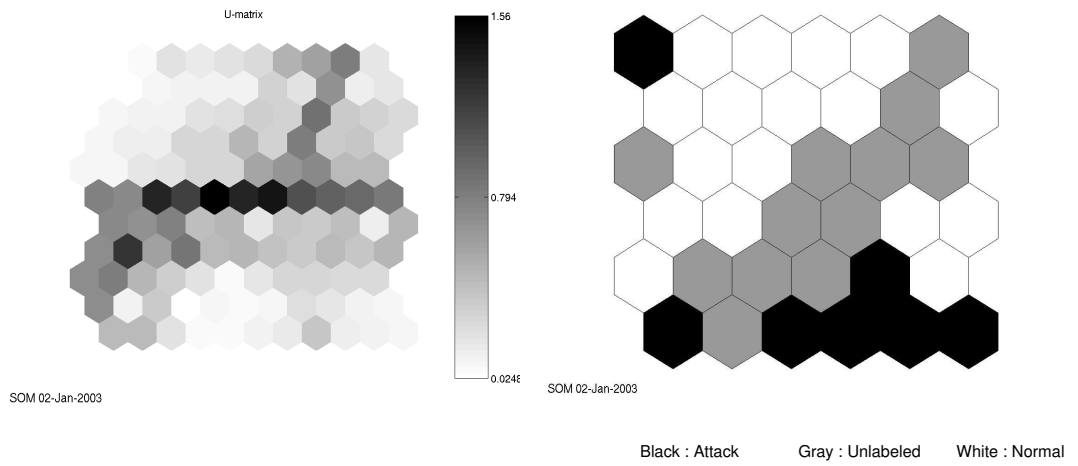 U-matrix
1.56
0.794
0.0248
SOM 02-Jan-2003
SOM 02-Jan-2003
Black : Attack Gray : Unlabeled White : Normal